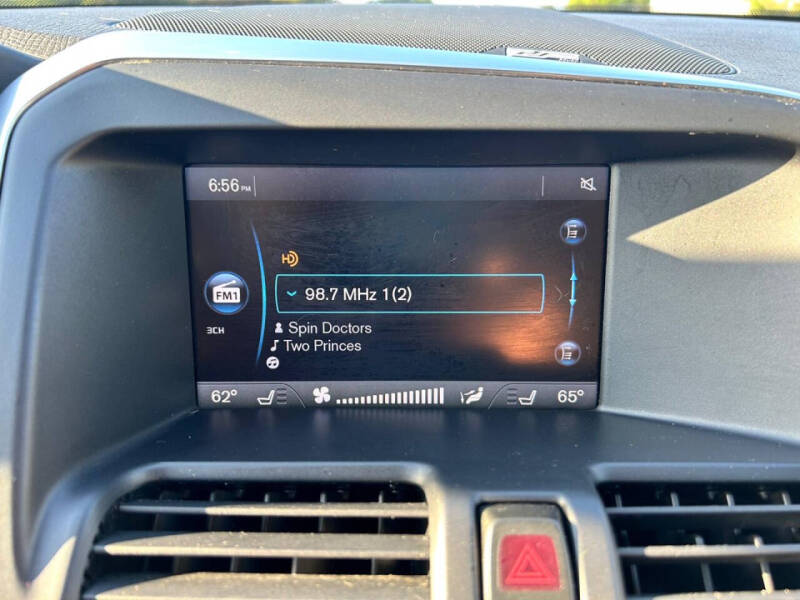 6:56 PM
HD
98.7 MHz 1(2)
FM1
Spin Doctors
3CH
Two Princes
62°
65°